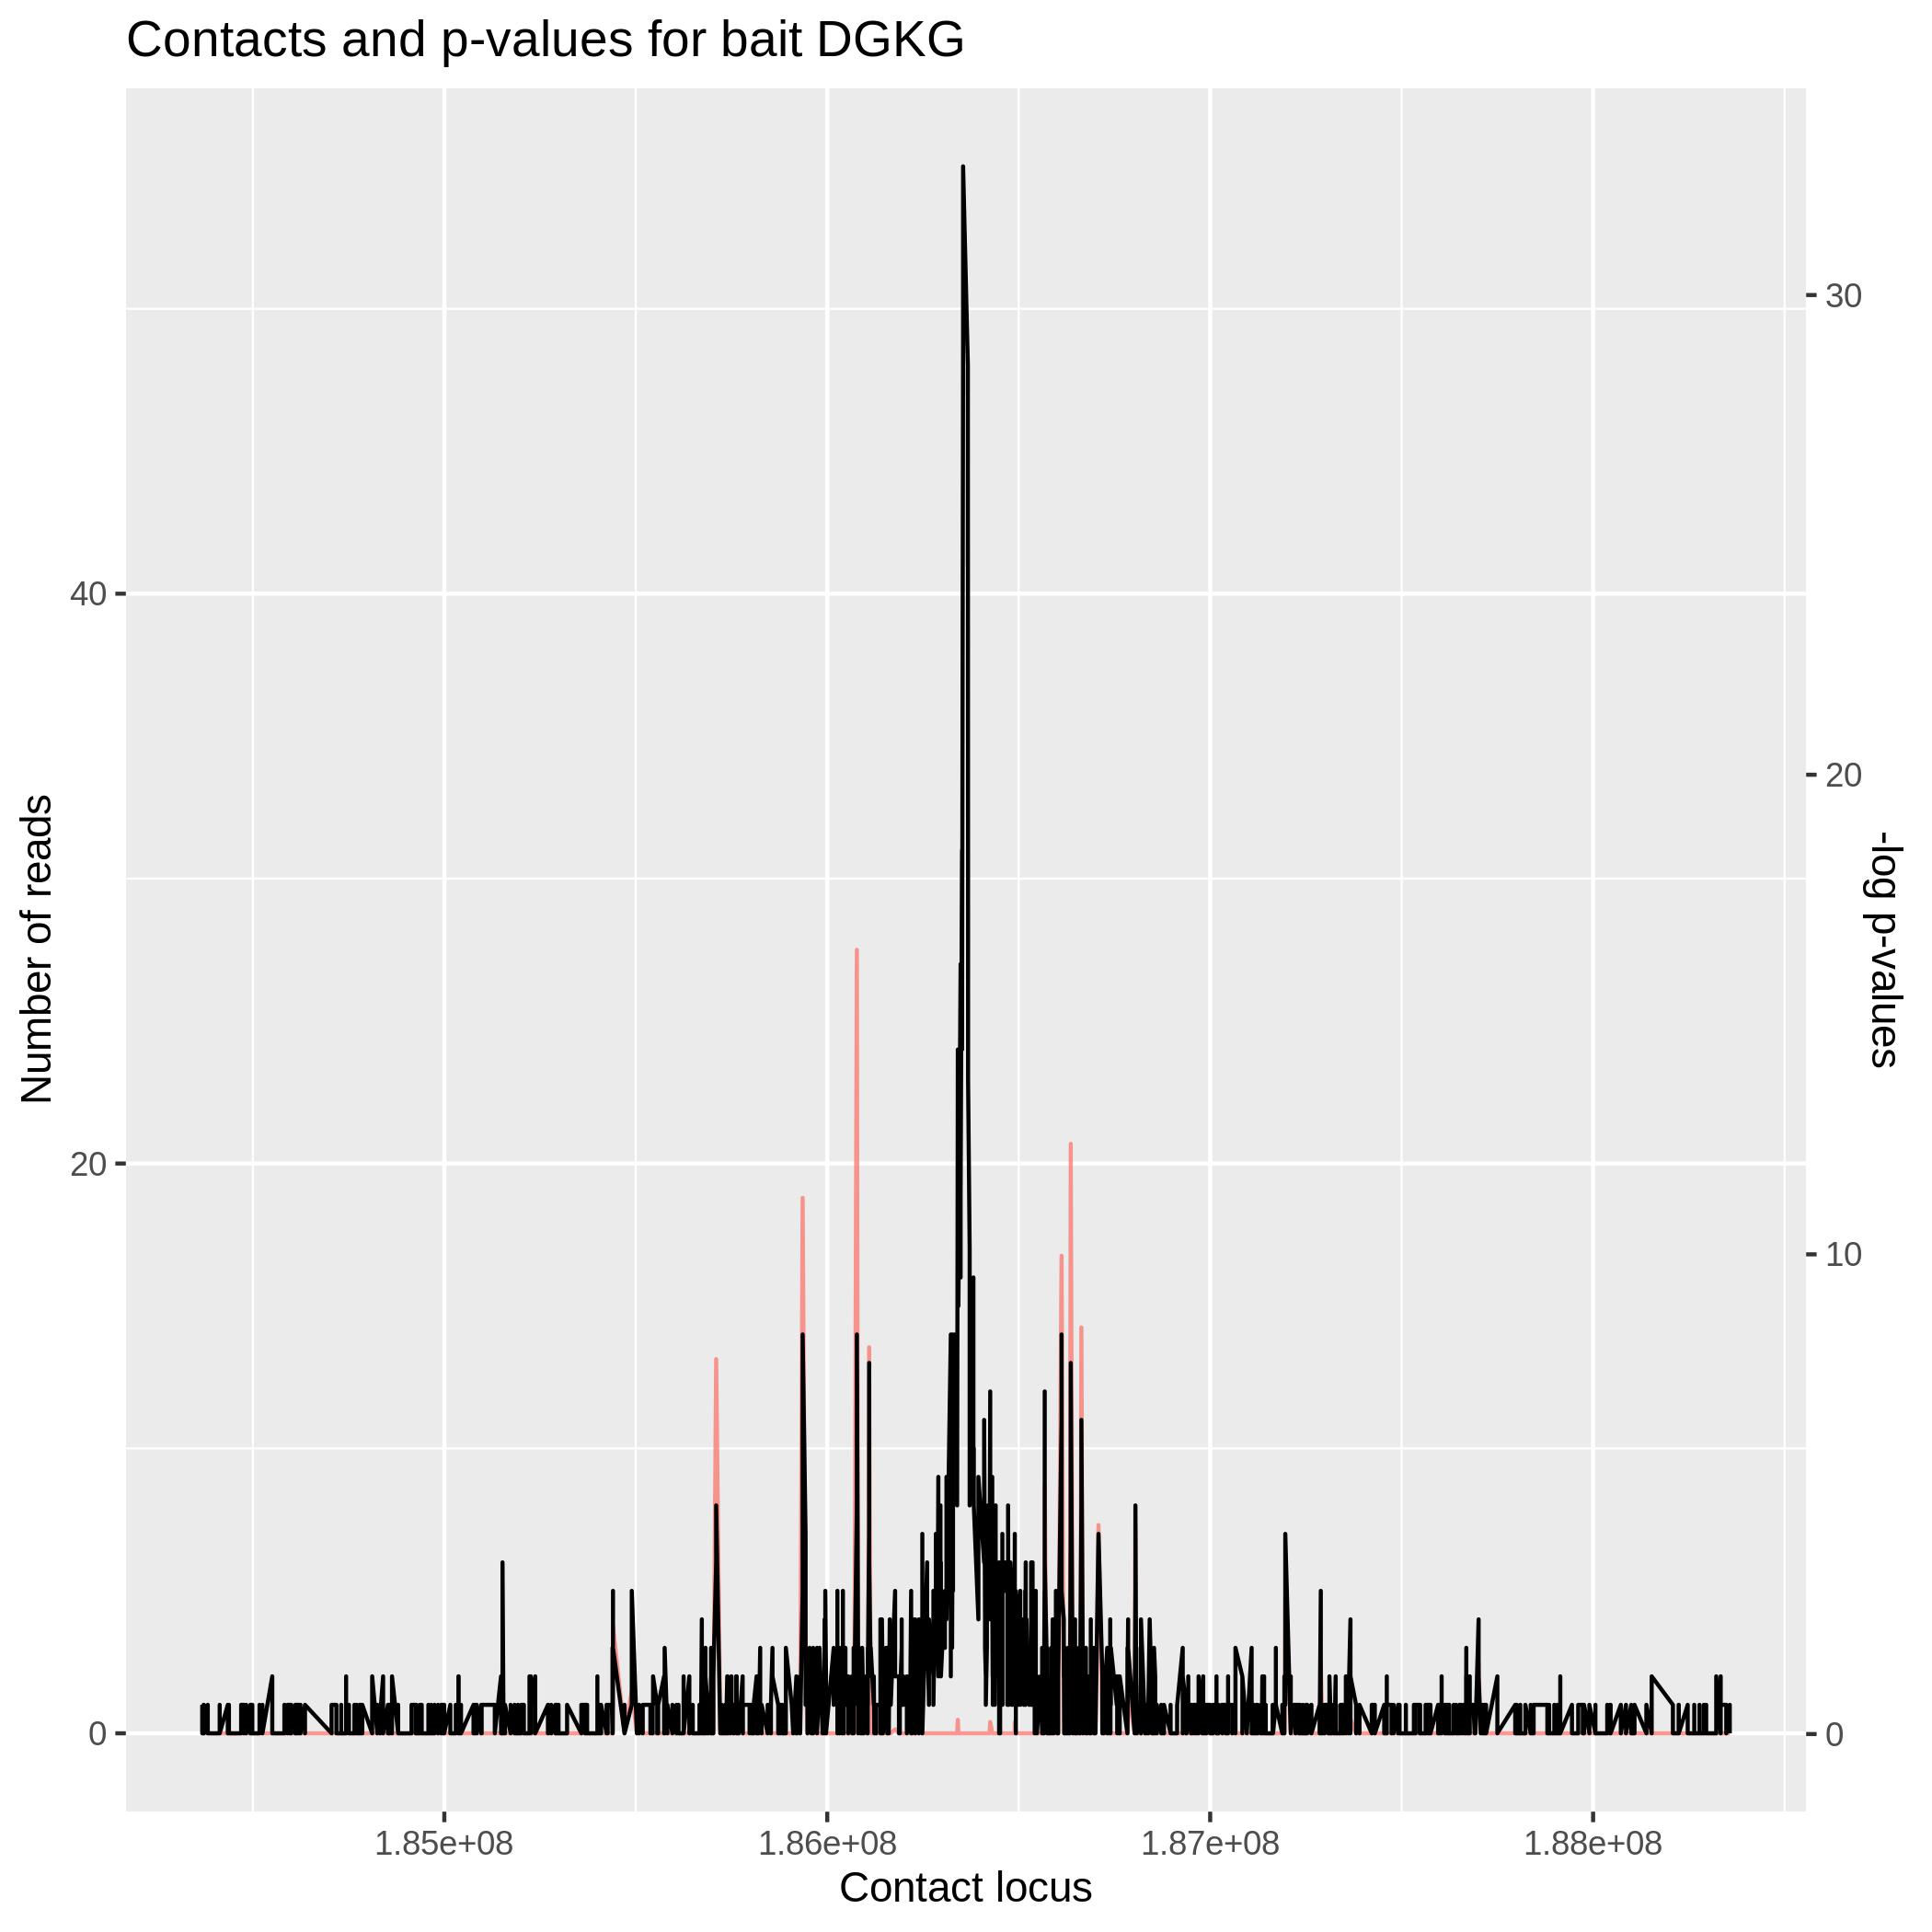 Contacts and p-values for bait DGKG
Number of reads
40
20
0
30
20
10
0
-log p-values
1.85e+08 1.86e+08 1.87e+08 1.88e+08
Contact locus